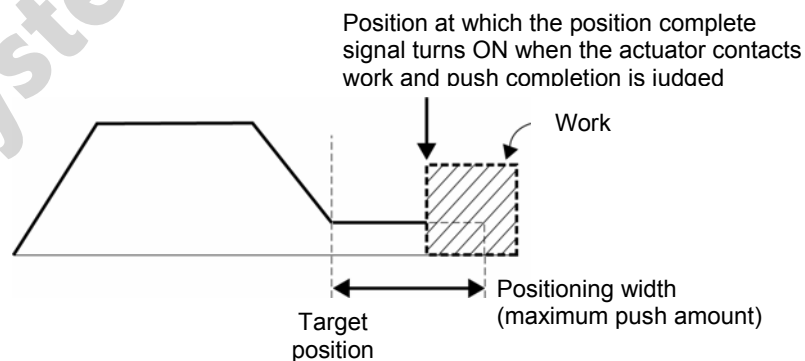 Position at which the position complete
signal turns ON when the actuator contacts
work and push completion is judged
Work
Positioning width
(maximum push amount)
Target
position